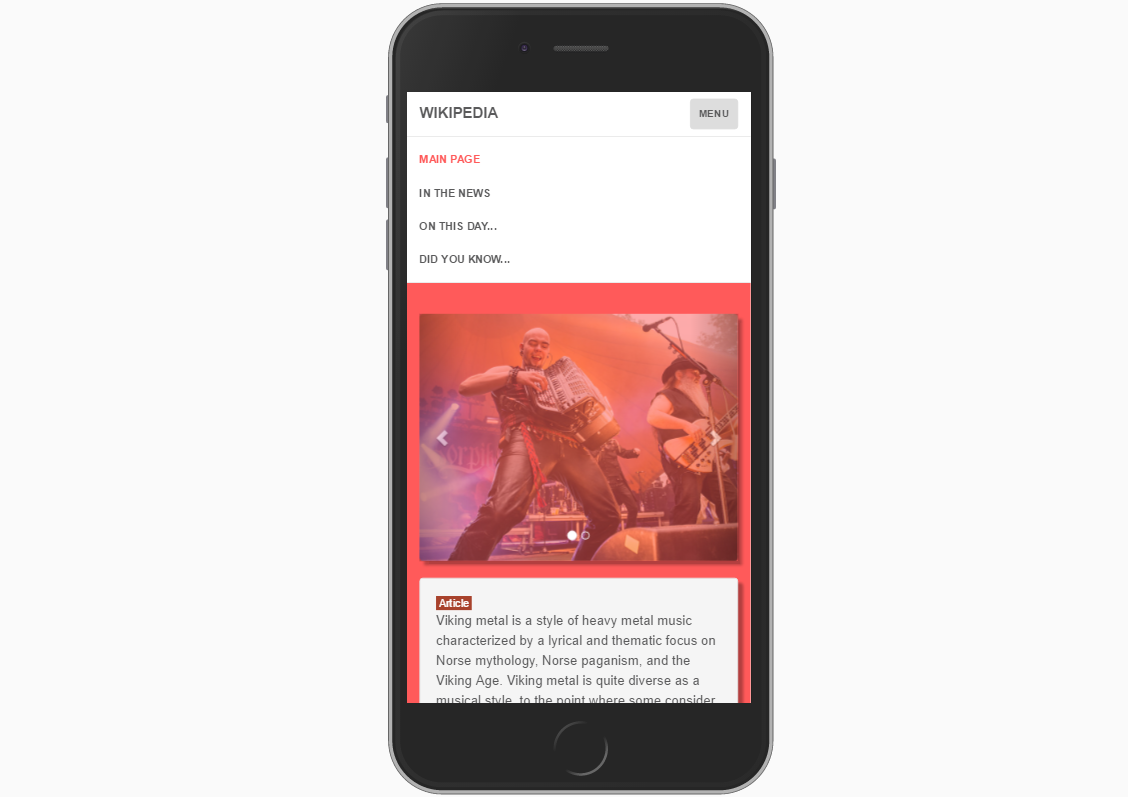 WIKIPEDIA
MENU
MAIN PAGE
IN THE NEWS
ON THIS DAY...
DID YOU KNOW...
Article
Viking metal is a style of heavy metal music
characterized by a lyrical and thematic focus on
Norse mythology, Norse paganism, and the
Viking Age. Viking metal is quite diverse as a
musical style, to the point where some consider